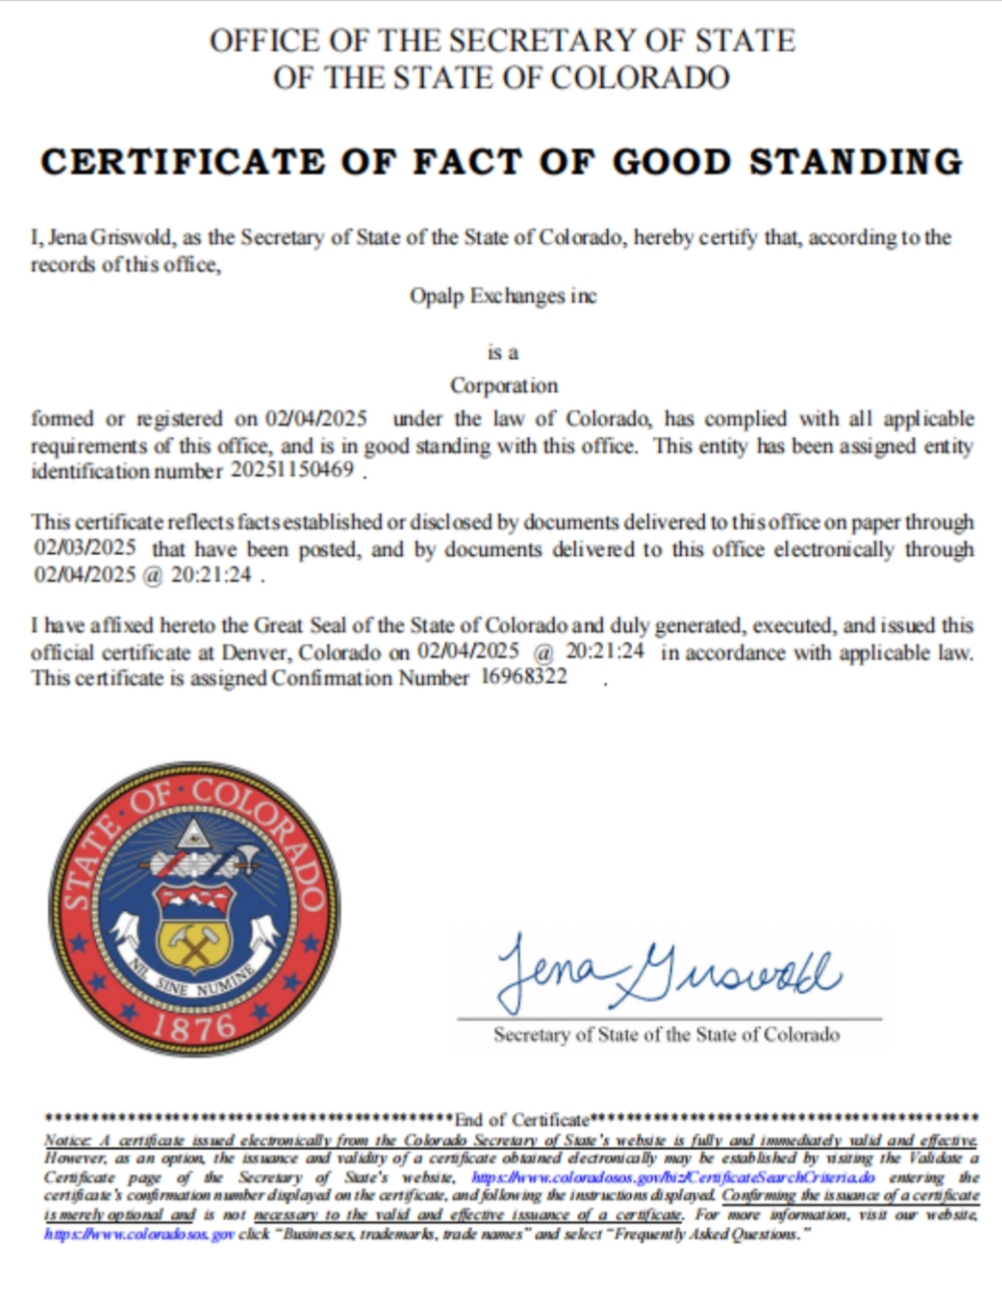 OFFICE OF THE SECRETARY OF STATE
OF THE STATE OF COLORADO
CERTIFICATE OF FACT OF GOOD STANDING
I, Jena Griswold, as the Secretary of State of the State of Colorado, hereby certify that, according to the
records of this office,
Opalp Exchanges inc
is a
Corporation
formed or registered on 02/04/2025 under the law of Colorado, has complied with all applicable
requirements of this office, and is in good standing with this office. This entity has been assigned entity
identification number 20251150469 .
This certificate reflects facts established or disclosed by documents delivered to this office on paper through
02/03/2025 that have been posted, and by documents delivered to this office electronically through
02/04/2025 @ 20:21:24 .
I have affixed hereto the Great Seal of the State of Colorado and duly generated, executed, and issued this
official certificate at Denver, Colorado on 02/04/2025 @ 20:21:24 in accordance with applicable law.
This certificate is assigned Confirmation Number 16968322 .
STATE OF COLORADO
NIL SINE NUMINE
1876
Jena Griswold
Secretary of State of the State of Colorado
********************************************End of Certificate********************************************
Notice: A certificate issued electronically from the Colorado Secretary of State's website is fully and immediately valid and effective.
However, as an option, the issuance and validity of a certificate obtained electronically may be established by visiting the Validate a
Certificate page of the Secretary of State's website, https://www.coloradosos.gov/biz/CertificateSearchCriteria.do entering the
certificate's confirmation number displayed on the certificate, and following the instructions displayed. Confirming the issuance of a certificate
is merely optional and is not necessary to the valid and effective issuance of a certificate. For more information, visit our website,
https://www.coloradosos.gov click "Businesses, trademarks, trade names" and select "Frequently Asked Questions."